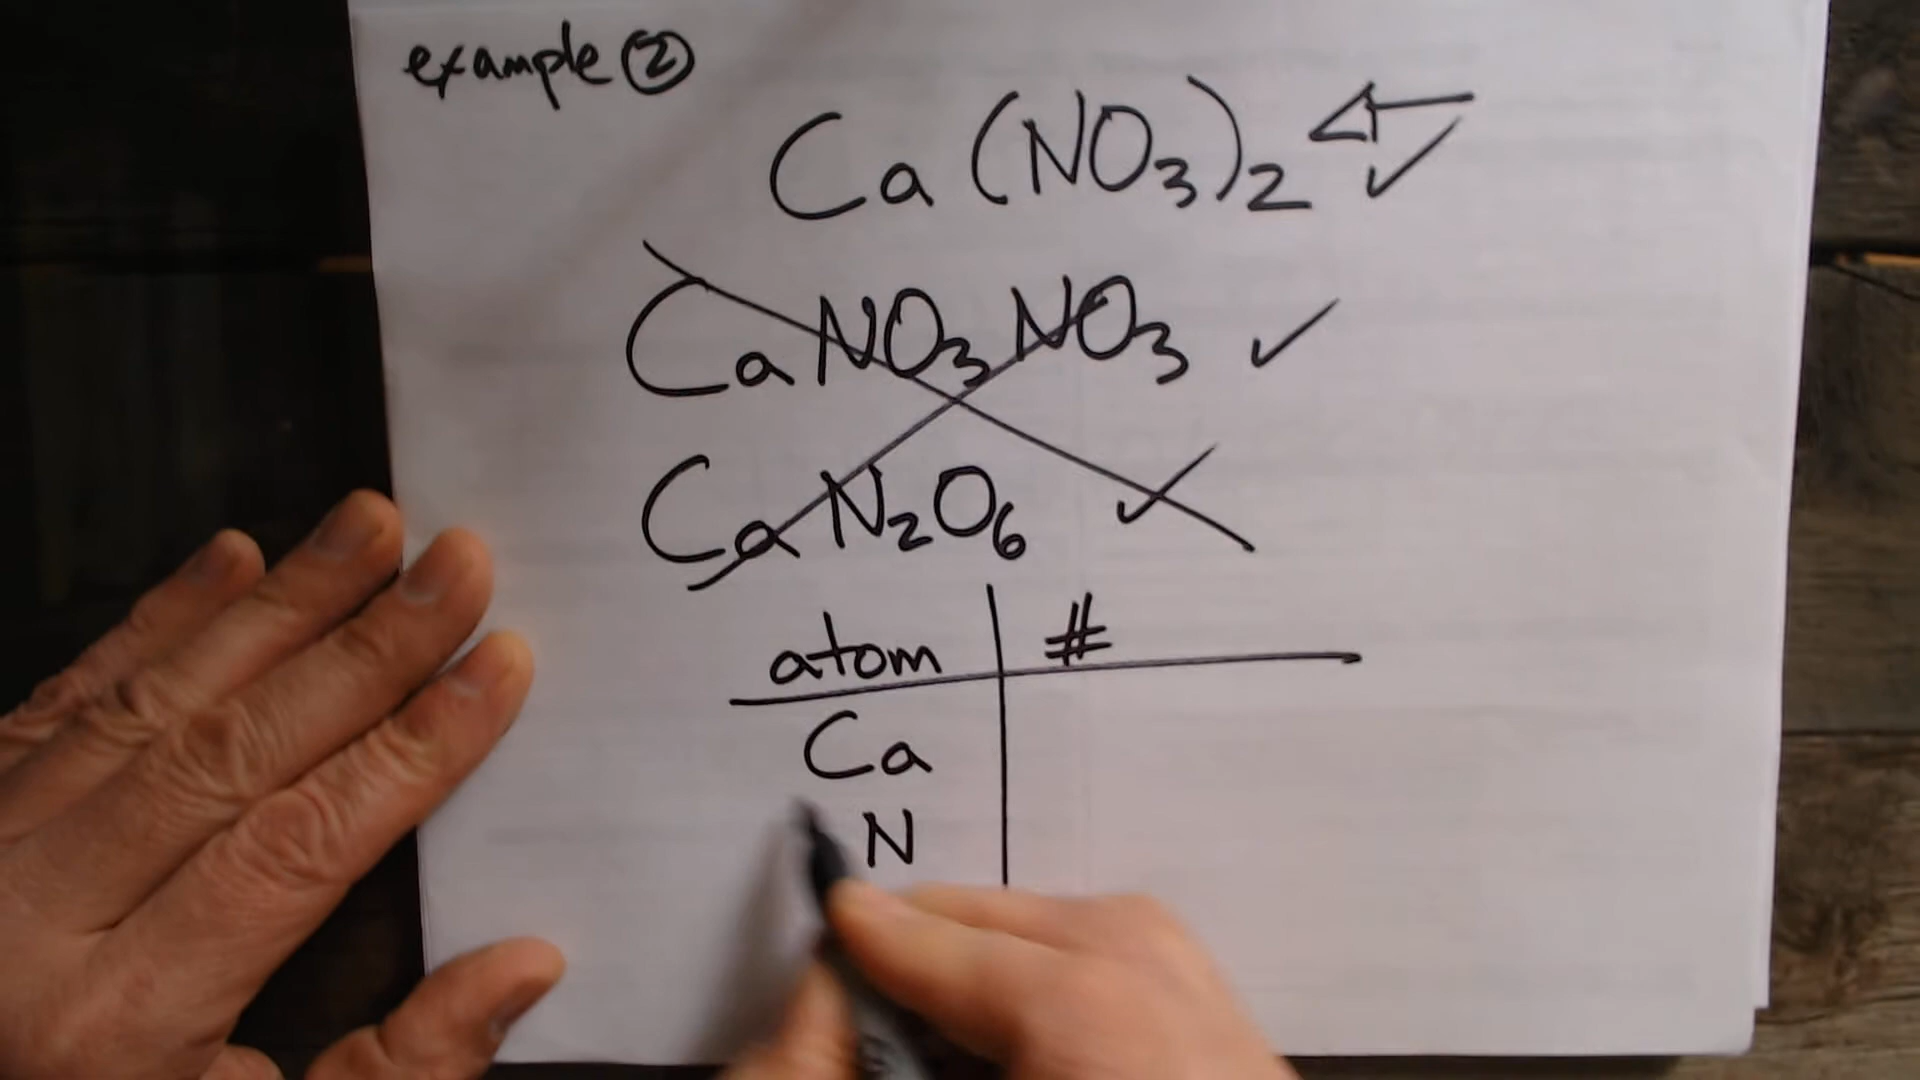 example ②
Ca(NO₃)₂
CaNO₃NO₃ ✓
CaN₂O₆ ✓
atom #
Ca
N